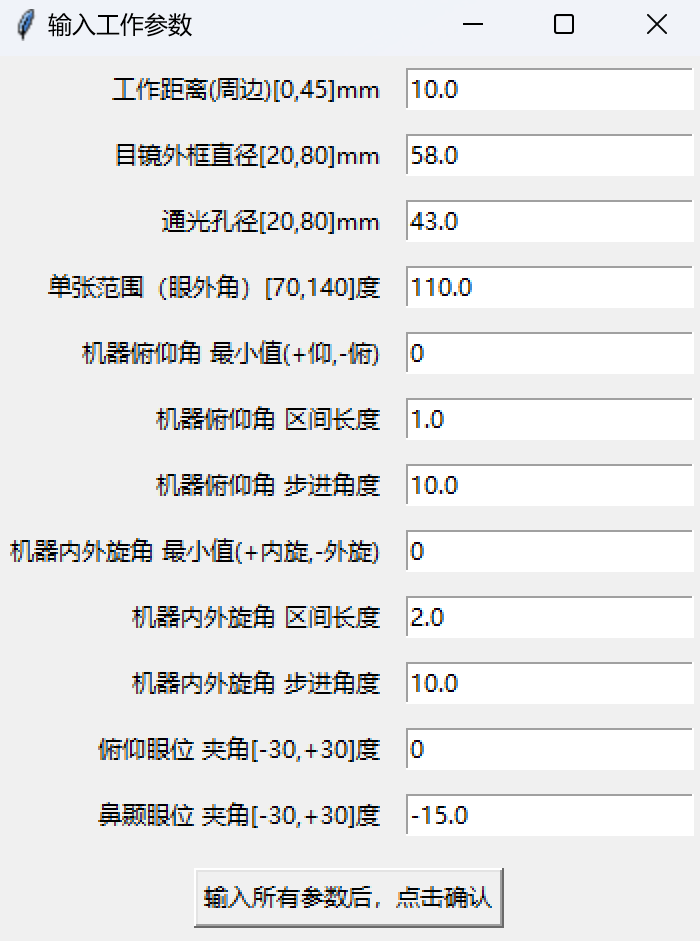 输入工作参数
工作距离(周边)[0,45]mm 10.0
目镜外框直径[20,80]mm 58.0
通光孔径[20,80]mm 43.0
单张范围（眼外角）[70,140]度 110.0
机器俯仰角 最小值(+仰,-俯) 0
机器俯仰角 区间长度 1.0
机器俯仰角 步进角度 10.0
机器内外旋角 最小值(+内旋,-外旋) 0
机器内外旋角 区间长度 2.0
机器内外旋角 步进角度 10.0
俯仰眼位 夹角[-30,+30]度 0
鼻颞眼位 夹角[-30,+30]度 -15.0
输入所有参数后，点击确认